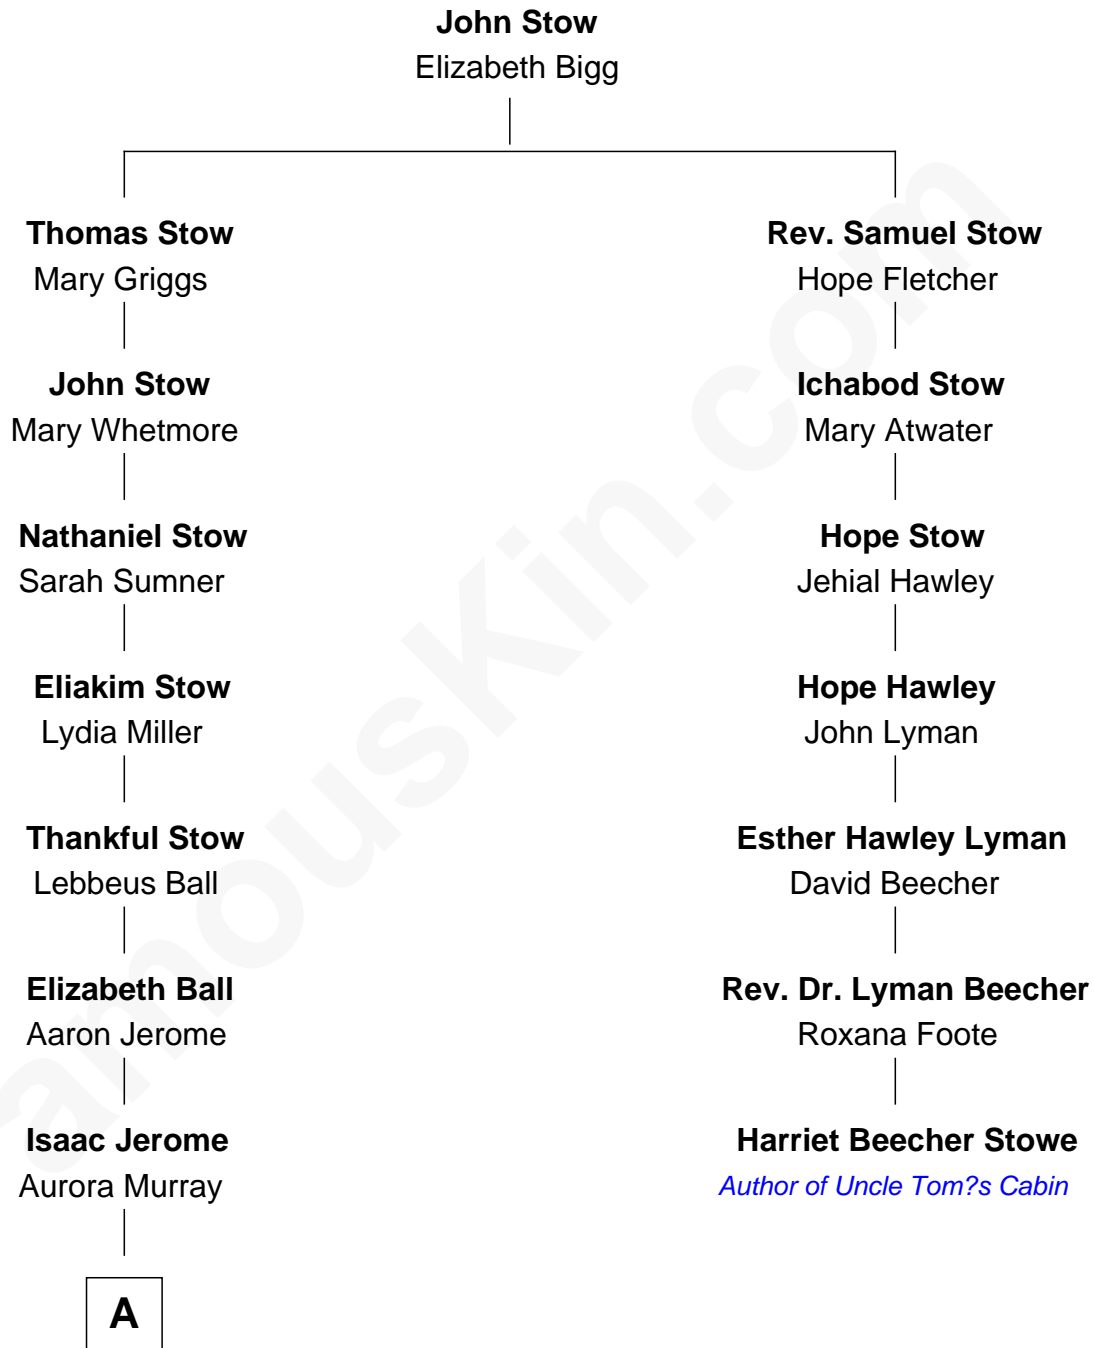 John Stow
Elizabeth Bigg
Thomas Stow
Mary Griggs
Rev. Samuel Stow
Hope Fletcher
John Stow
Mary Whetmore
Ichabod Stow
Mary Atwater
Nathaniel Stow
Sarah Sumner
Hope Stow
Jehial Hawley
Eliakim Stow
Lydia Miller
Hope Hawley
John Lyman
Thankful Stow
Lebbeus Ball
Esther Hawley Lyman
David Beecher
Elizabeth Ball
Aaron Jerome
Rev. Dr. Lyman Beecher
Roxana Foote
Isaac Jerome
Aurora Murray
Harriet Beecher Stowe
Author of Uncle Tom?s Cabin
A
amousKin.com